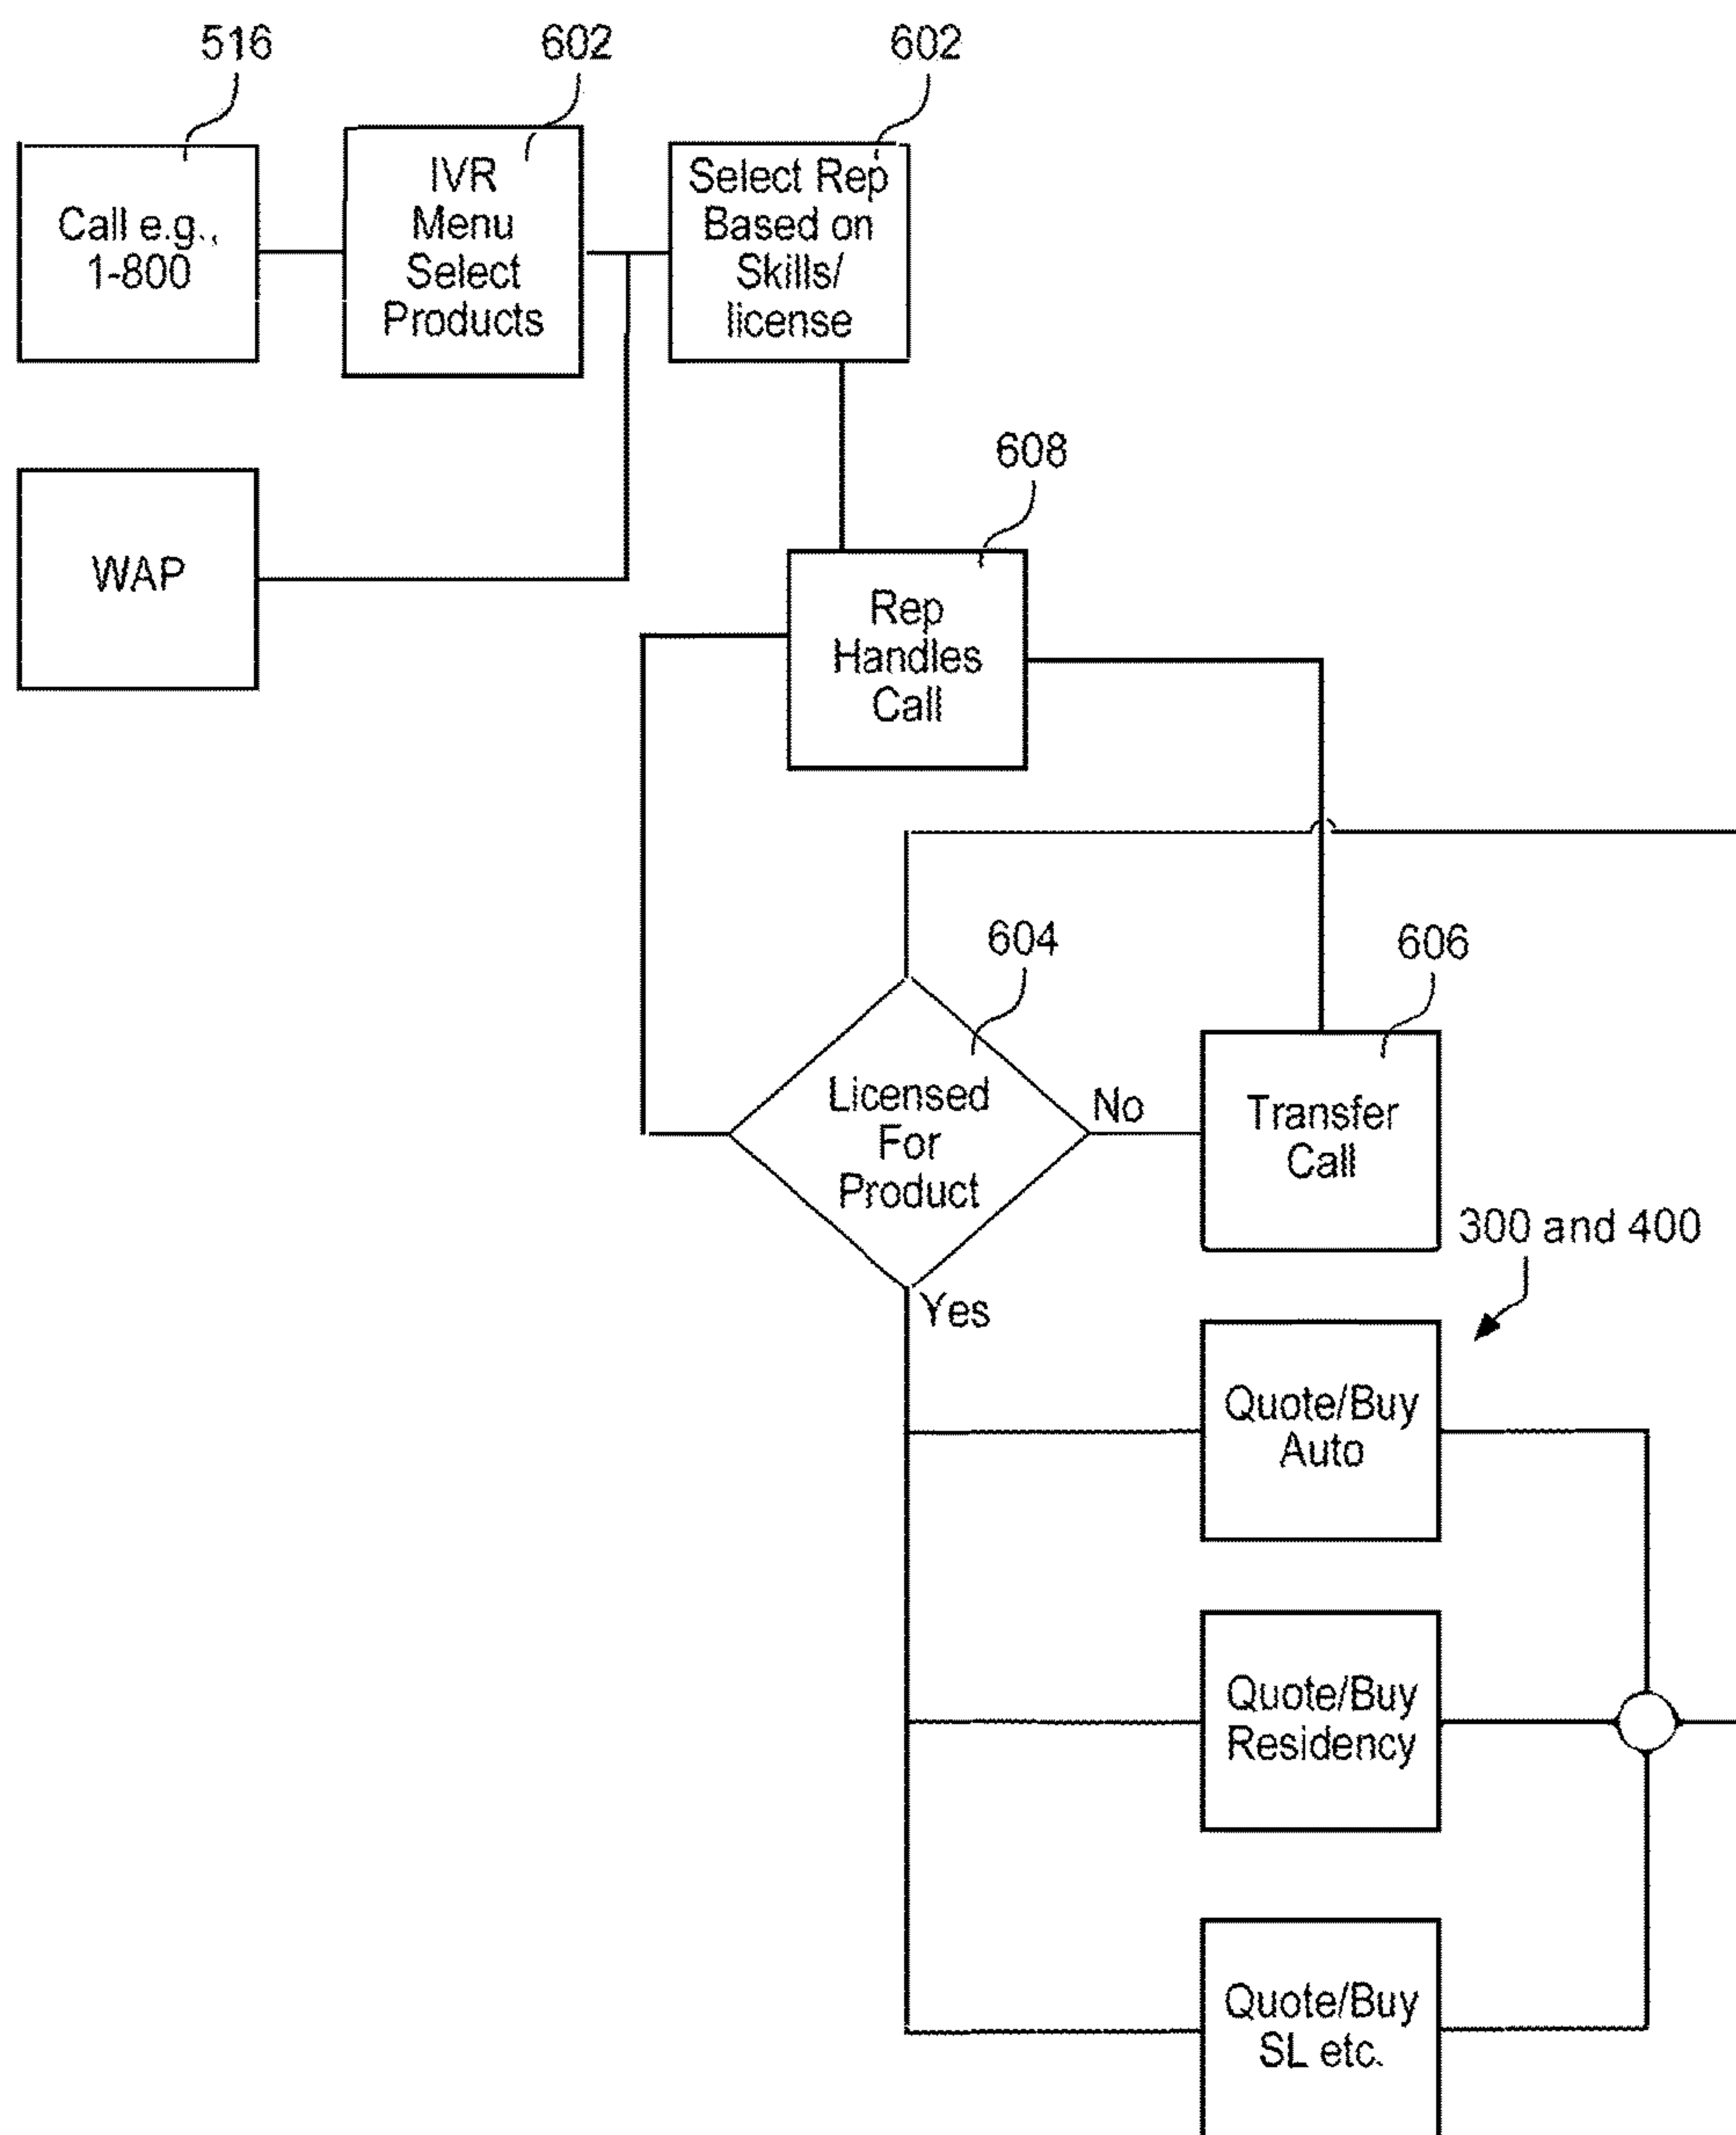 516
602
602
Call e.g.,
1-800
IVR
Menu
Select
Products
Select Rep
Based on
Skills/
license
WAP
608
Rep
Handles
Call
604
606
Licensed
For
Product
No
Transfer
Call
Yes
300 and 400
Quote/Buy
Auto
Quote/Buy
Residency
Quote/Buy
SL etc.